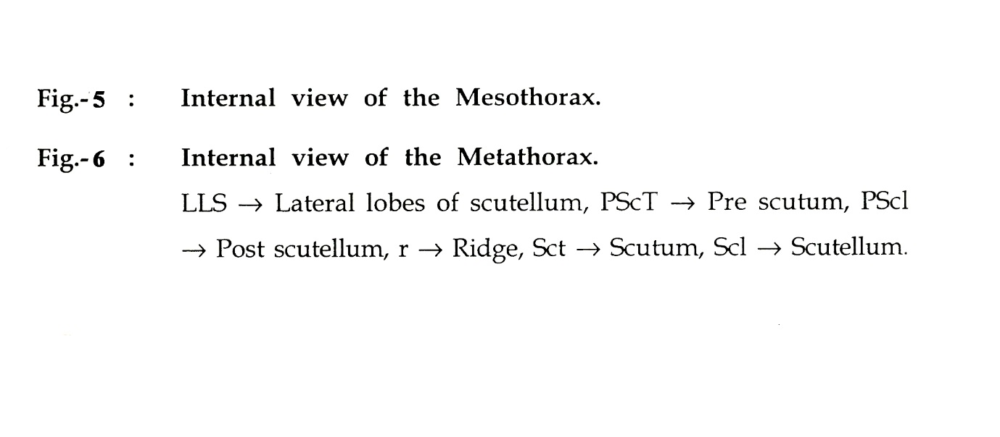 Fig.-5 : Internal view of the Mesothorax.
Fig.-6 : Internal view of the Metathorax.
LLS → Lateral lobes of scutellum, PScT → Pre scutum, PScl
→ Post scutellum, r → Ridge, Sct → Scutum, Scl → Scutellum.